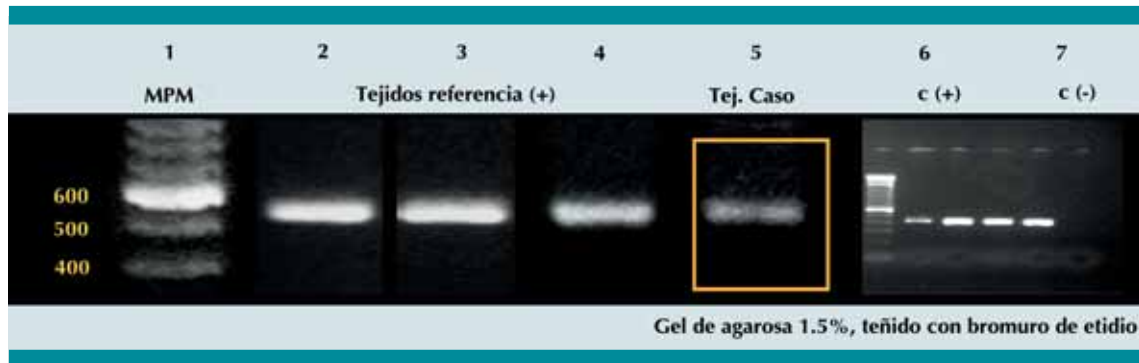 1 2 3 4 5 6 7
MPM Tejidos referencia (+) Tej. Caso c (+) c (-)
600
500
400
Gel de agarosa 1.5%, teñido con bromuro de etidio